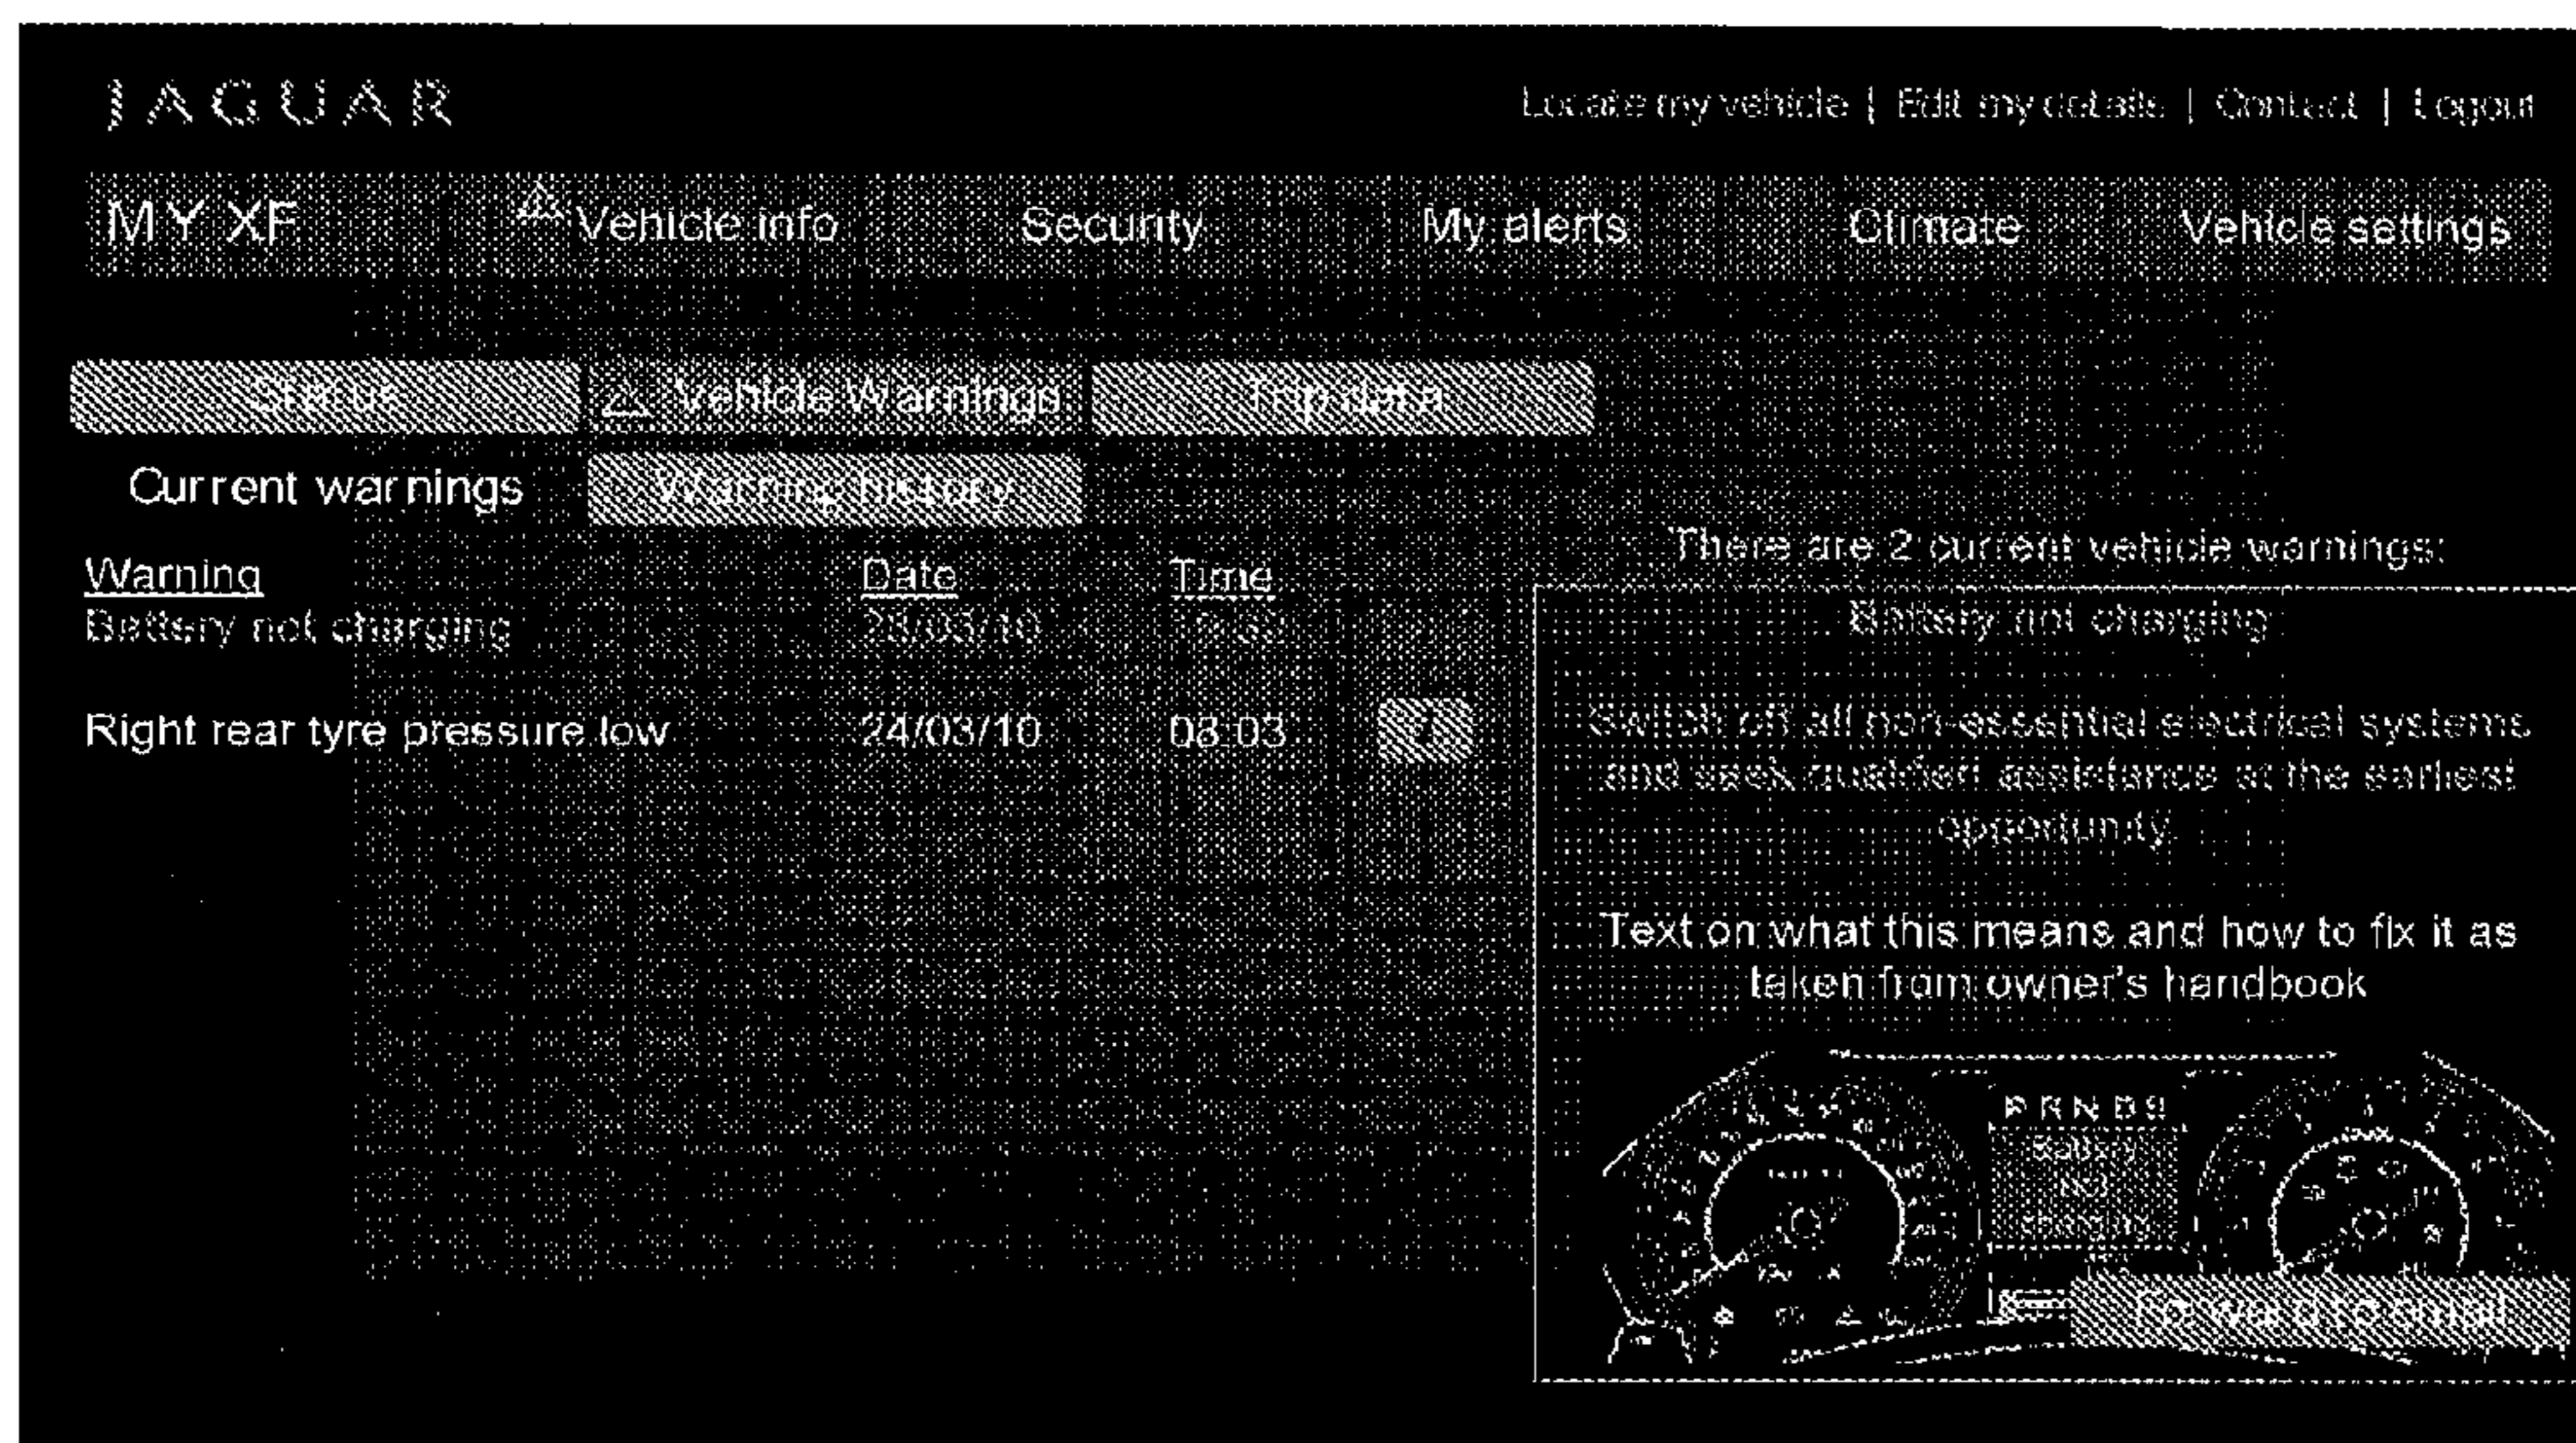 JAGUAR
Locate my vehicle | Edit my details | Contact | Logout
MY XF Vehicle info Security My alerts Climate Vehicle settings
Status Vehicle Warnings Trip data
Current warnings Warning history
There are 2 current vehicle warnings:
Warning Date Time
Battery not charging 28/03/10
Battery not charging
Right rear tyre pressure low 24/03/10 08:03
Switch off all non-essential electrical systems
and seek qualified assistance at the earliest
opportunity.
Text on what this means and how to fix it as
taken from owner's handbook
P R N D S
Battery
Not
charging
Forward to email